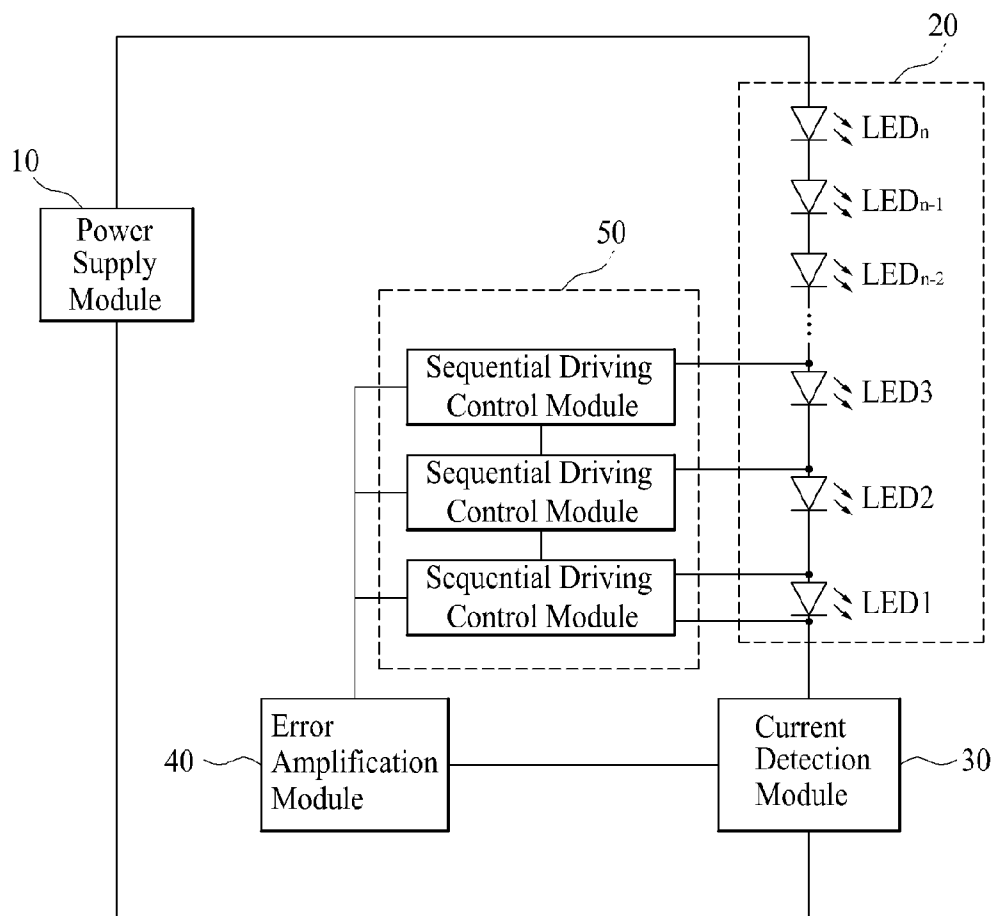 20
LEDn
10
LEDn-1
Power
Supply
Module
50
LEDn-2
Sequential Driving
Control Module
LED3
Sequential Driving
Control Module
LED2
Sequential Driving
Control Module
LED1
Error
Amplification
Module
40
Current
Detection
Module
30